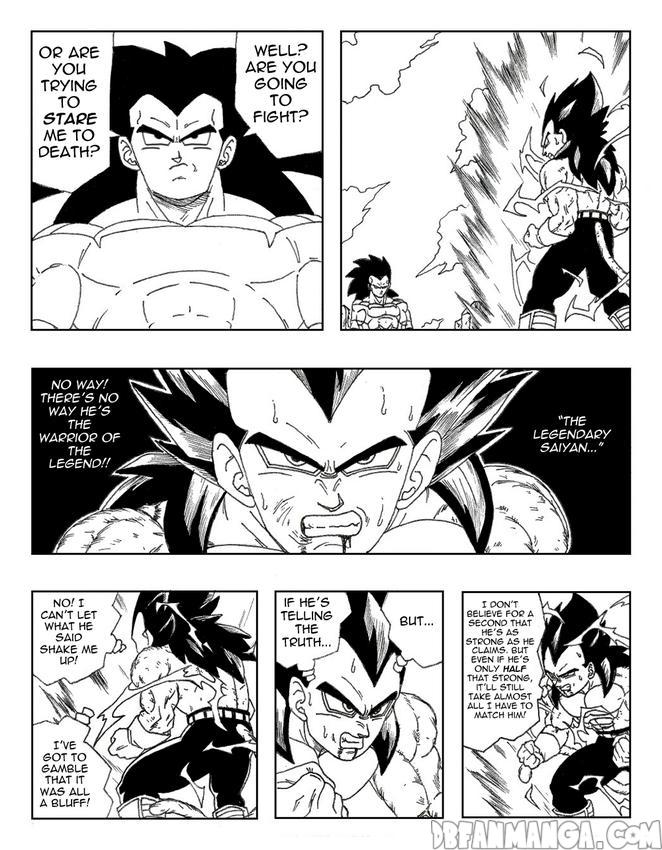 WELL?
ARE YOU
GOING
TO
FIGHT?
OR ARE
YOU
TRYING
TO
STARE
ME TO
DEATH?
"THE
LEGENDARY
SAIYAN..."
NO WAY!
THERE'S NO
WAY HE'S
THE
WARRIOR OF
THE
LEGEND!!
I DON'T
BELIEVE FOR A
SECOND THAT
HE'S AS
STRONG AS HE
CLAIMS. BUT
EVEN IF HE'S
ONLY HALF
THAT STRONG,
IT'LL STILL
TAKE ALMOST
ALL I HAVE TO
MATCH HIM!
BUT...
IF HE'S
TELLING
THE
TRUTH...
NO! I
CAN'T LET
WHAT HE
SAID
SHAKE ME
UP!
I'VE
GOT TO
GAMBLE
THAT IT
WAS ALL
A BLUFF!
DBFANMANGA.COM